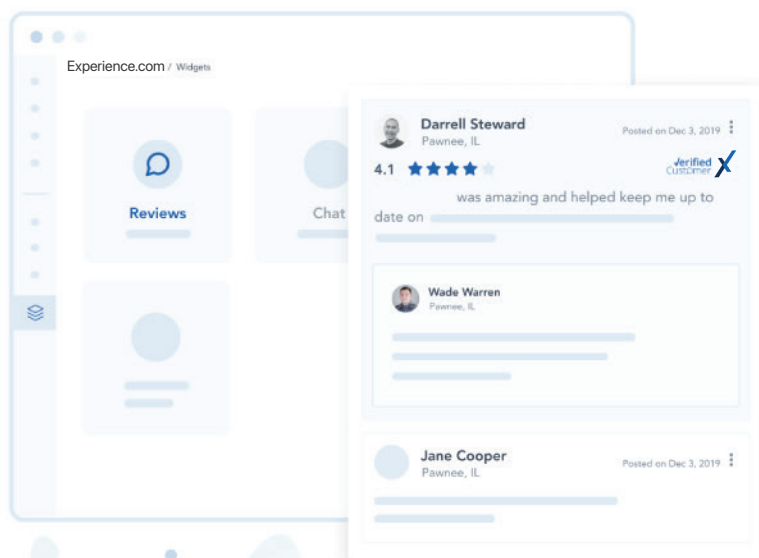 Experience.com / Widgets
Reviews
Chat
Darrell Steward
Pawnee, IL
Posted on Dec 3, 2019
4.1
Verified
Customer X
was amazing and helped keep me up to
date on
Wade Warren
Pawnee, IL
Jane Cooper
Pawnee, IL
Posted on Dec 3, 2019